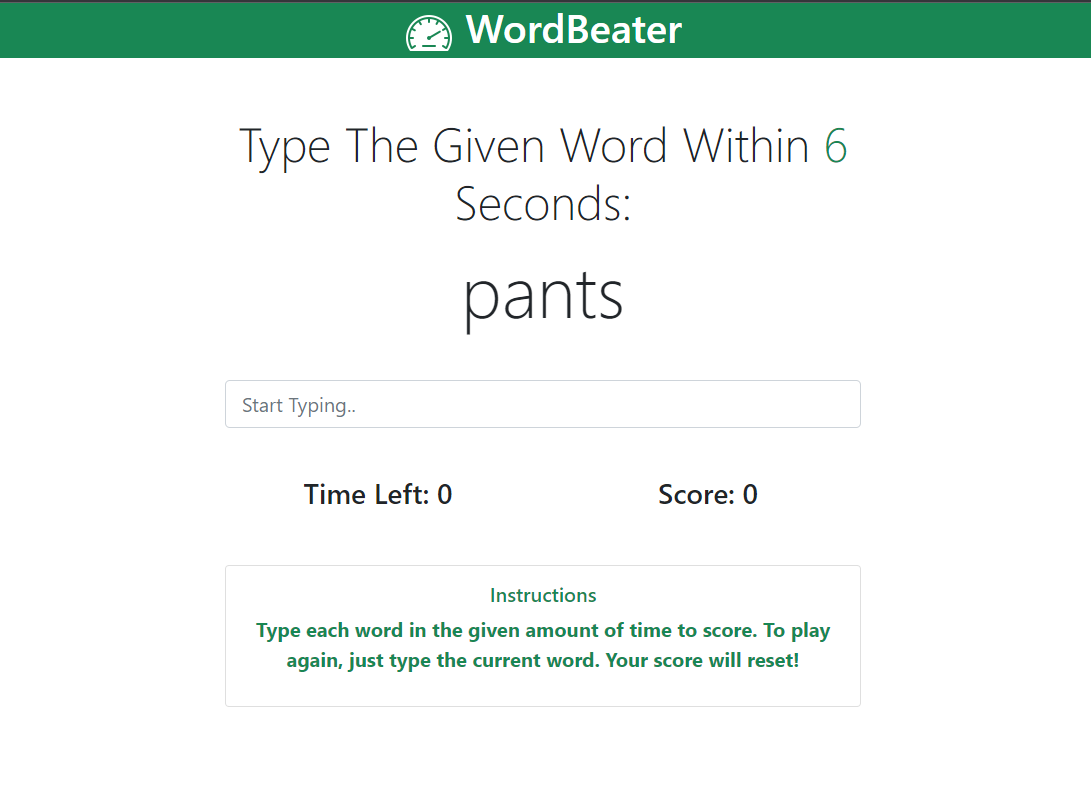 WordBeater
Type The Given Word Within 6
Seconds:
pants
Start Typing..
Time Left: 0
Score: 0
Instructions
Type each word in the given amount of time to score. To play
again, just type the current word. Your score will reset!